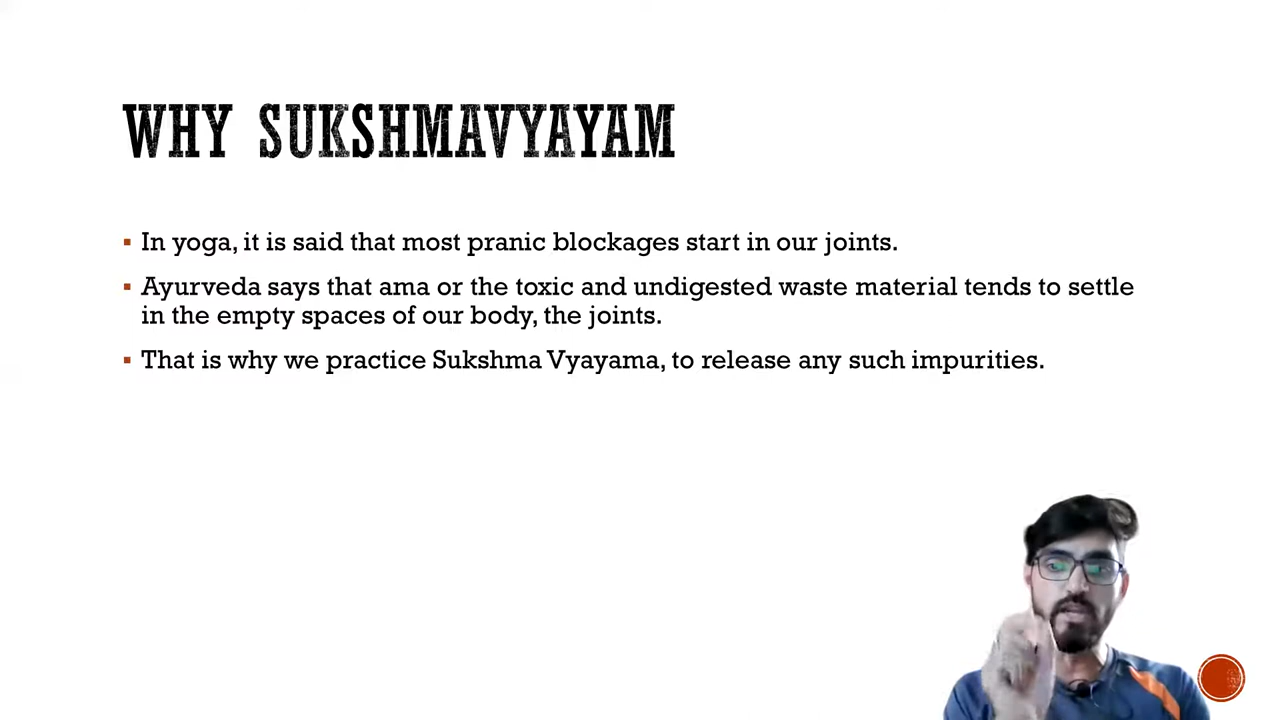 WHY SUKSHMAVYAYAM
▪ In yoga, it is said that most pranic blockages start in our joints.
▪ Ayurveda says that ama or the toxic and undigested waste material tends to settle
in the empty spaces of our body, the joints.
▪ That is why we practice Sukshma Vyayama, to release any such impurities.